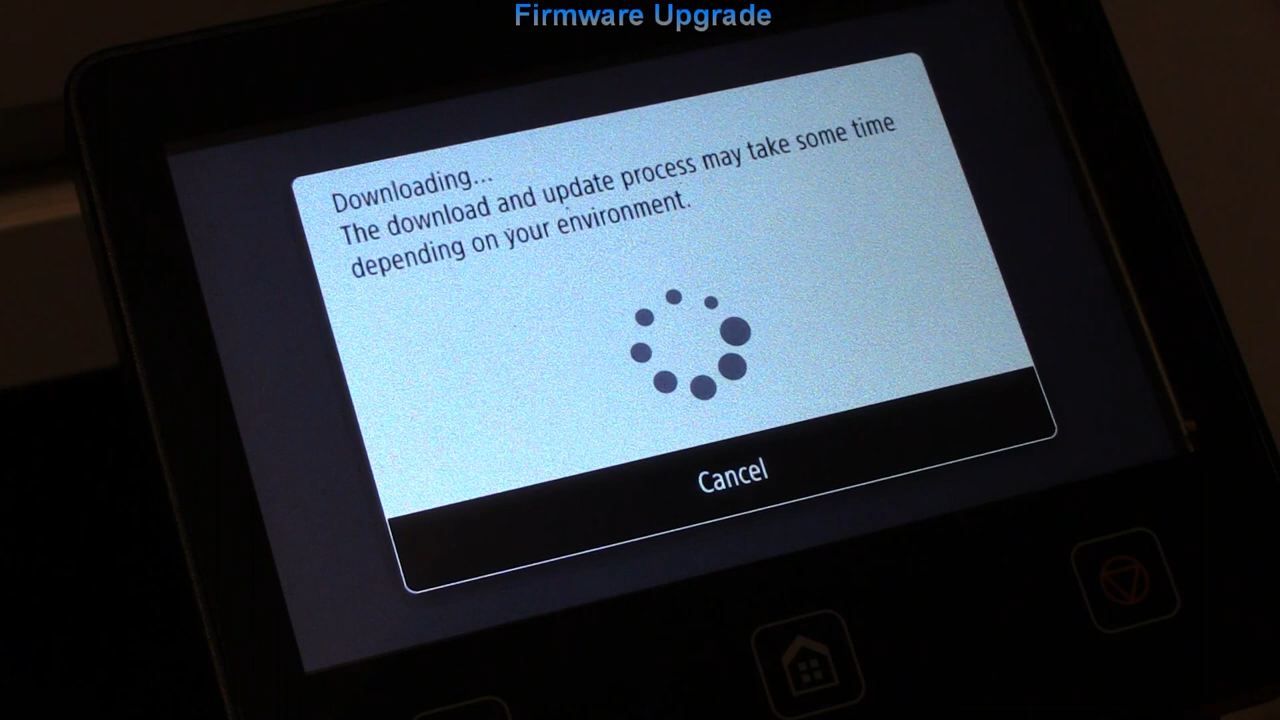 Firmware Upgrade
Downloading...
The download and update process may take some time
depending on your environment.
Cancel